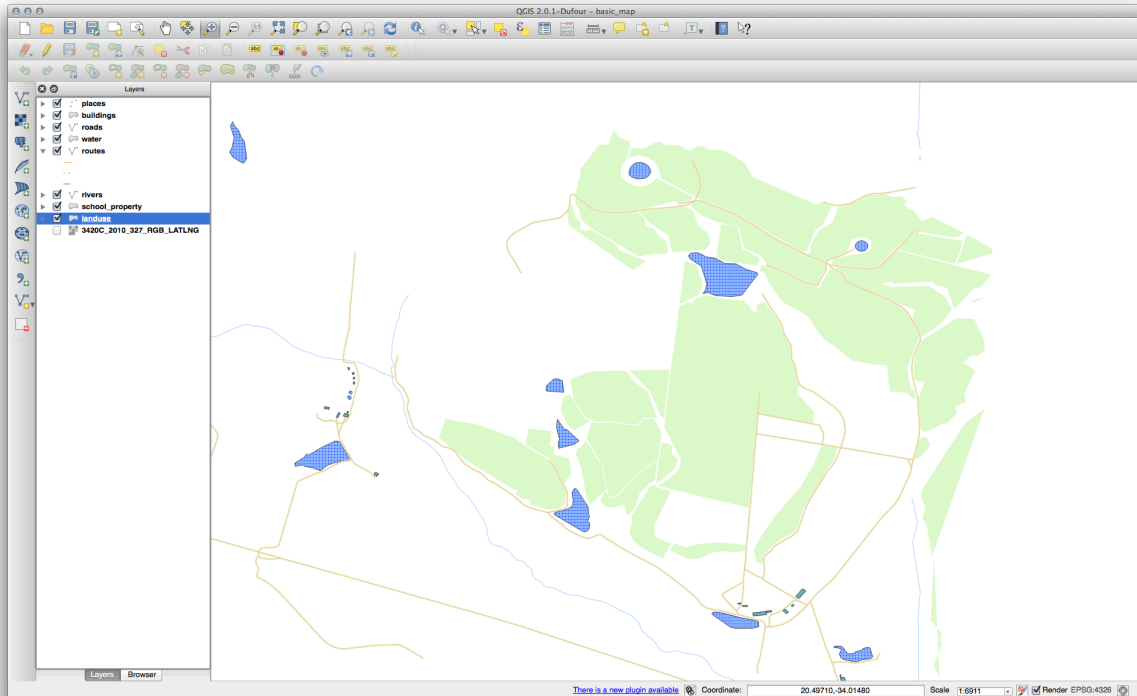 QGIS 2.0.1-Dufour - basic_map
Layers
places
buildings
roads
water
routes
rivers
school_property
landuse
3420C_2010_327_RGB_LATLNG
Layers
Browser
There is a new plugin available
Coordinate:
20.49710,-34.01480
Scale
1:6911
Render
EPSG:4326